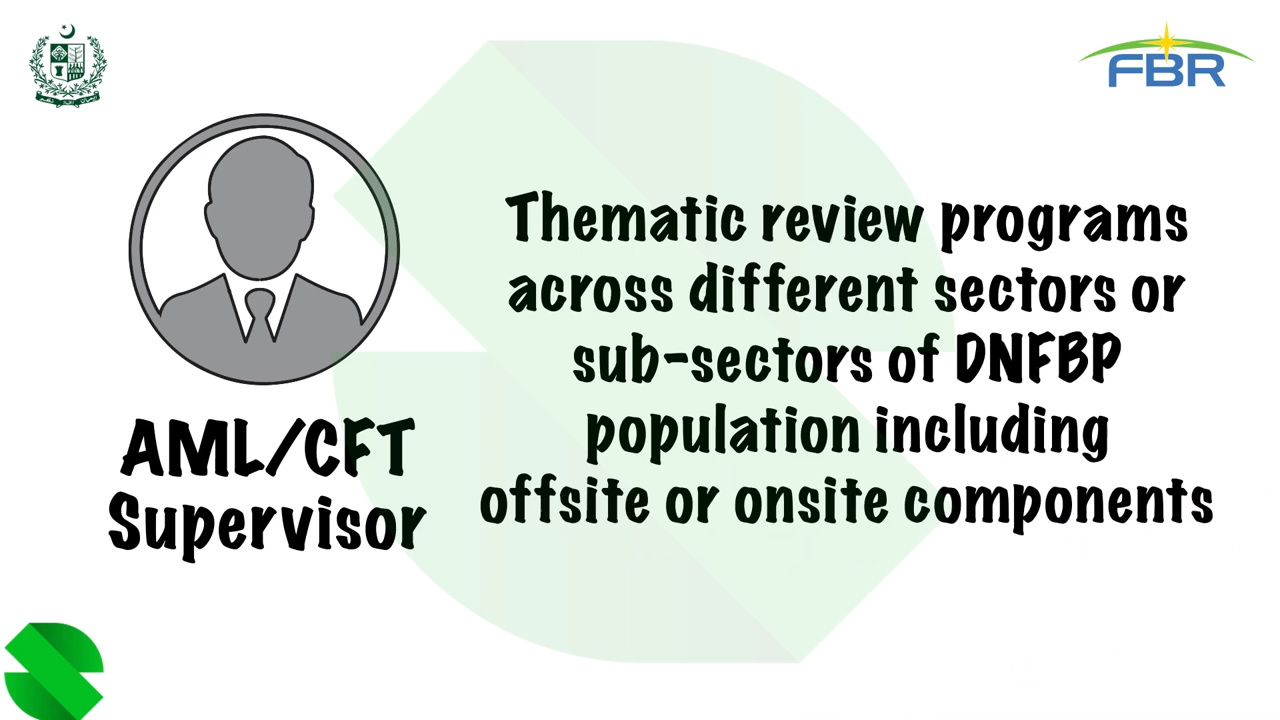 FBR
Thematic review programs
across different sectors or
sub-sectors of DNFBP
population including
offsite or onsite components
AML/CFT
Supervisor